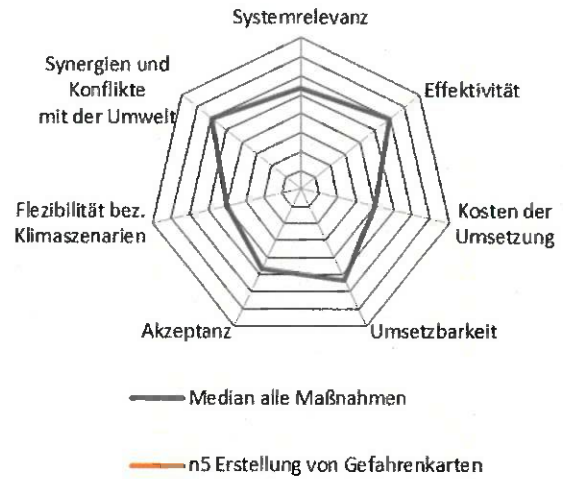 Systemrelevanz
Synergien und
Konflikte
mit der Umwelt
Effektivität
Flezibilität bez.
Klimaszenarien
Kosten der
Umsetzung
Akzeptanz
Umsetzbarkeit
Median alle Maßnahmen
n5 Erstellung von Gefahrenkarten